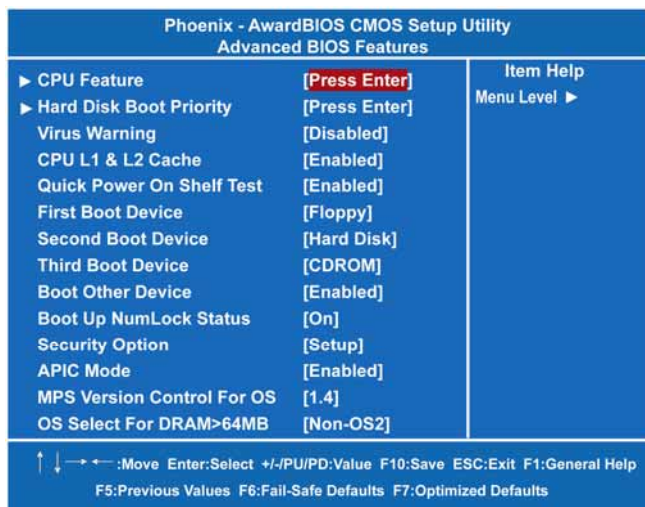 Phoenix - AwardBIOS CMOS Setup Utility
Advanced BIOS Features
► CPU Feature [Press Enter]
► Hard Disk Boot Priority [Press Enter]
Virus Warning [Disabled]
CPU L1 & L2 Cache [Enabled]
Quick Power On Shelf Test [Enabled]
First Boot Device [Floppy]
Second Boot Device [Hard Disk]
Third Boot Device [CDROM]
Boot Other Device [Enabled]
Boot Up NumLock Status [On]
Security Option [Setup]
APIC Mode [Enabled]
MPS Version Control For OS [1.4]
OS Select For DRAM>64MB [Non-OS2]
Item Help
Menu Level ►
↑ ↓ → ← :Move Enter:Select +/-/PU/PD:Value F10:Save ESC:Exit F1:General Help
F5:Previous Values F6:Fail-Safe Defaults F7:Optimized Defaults